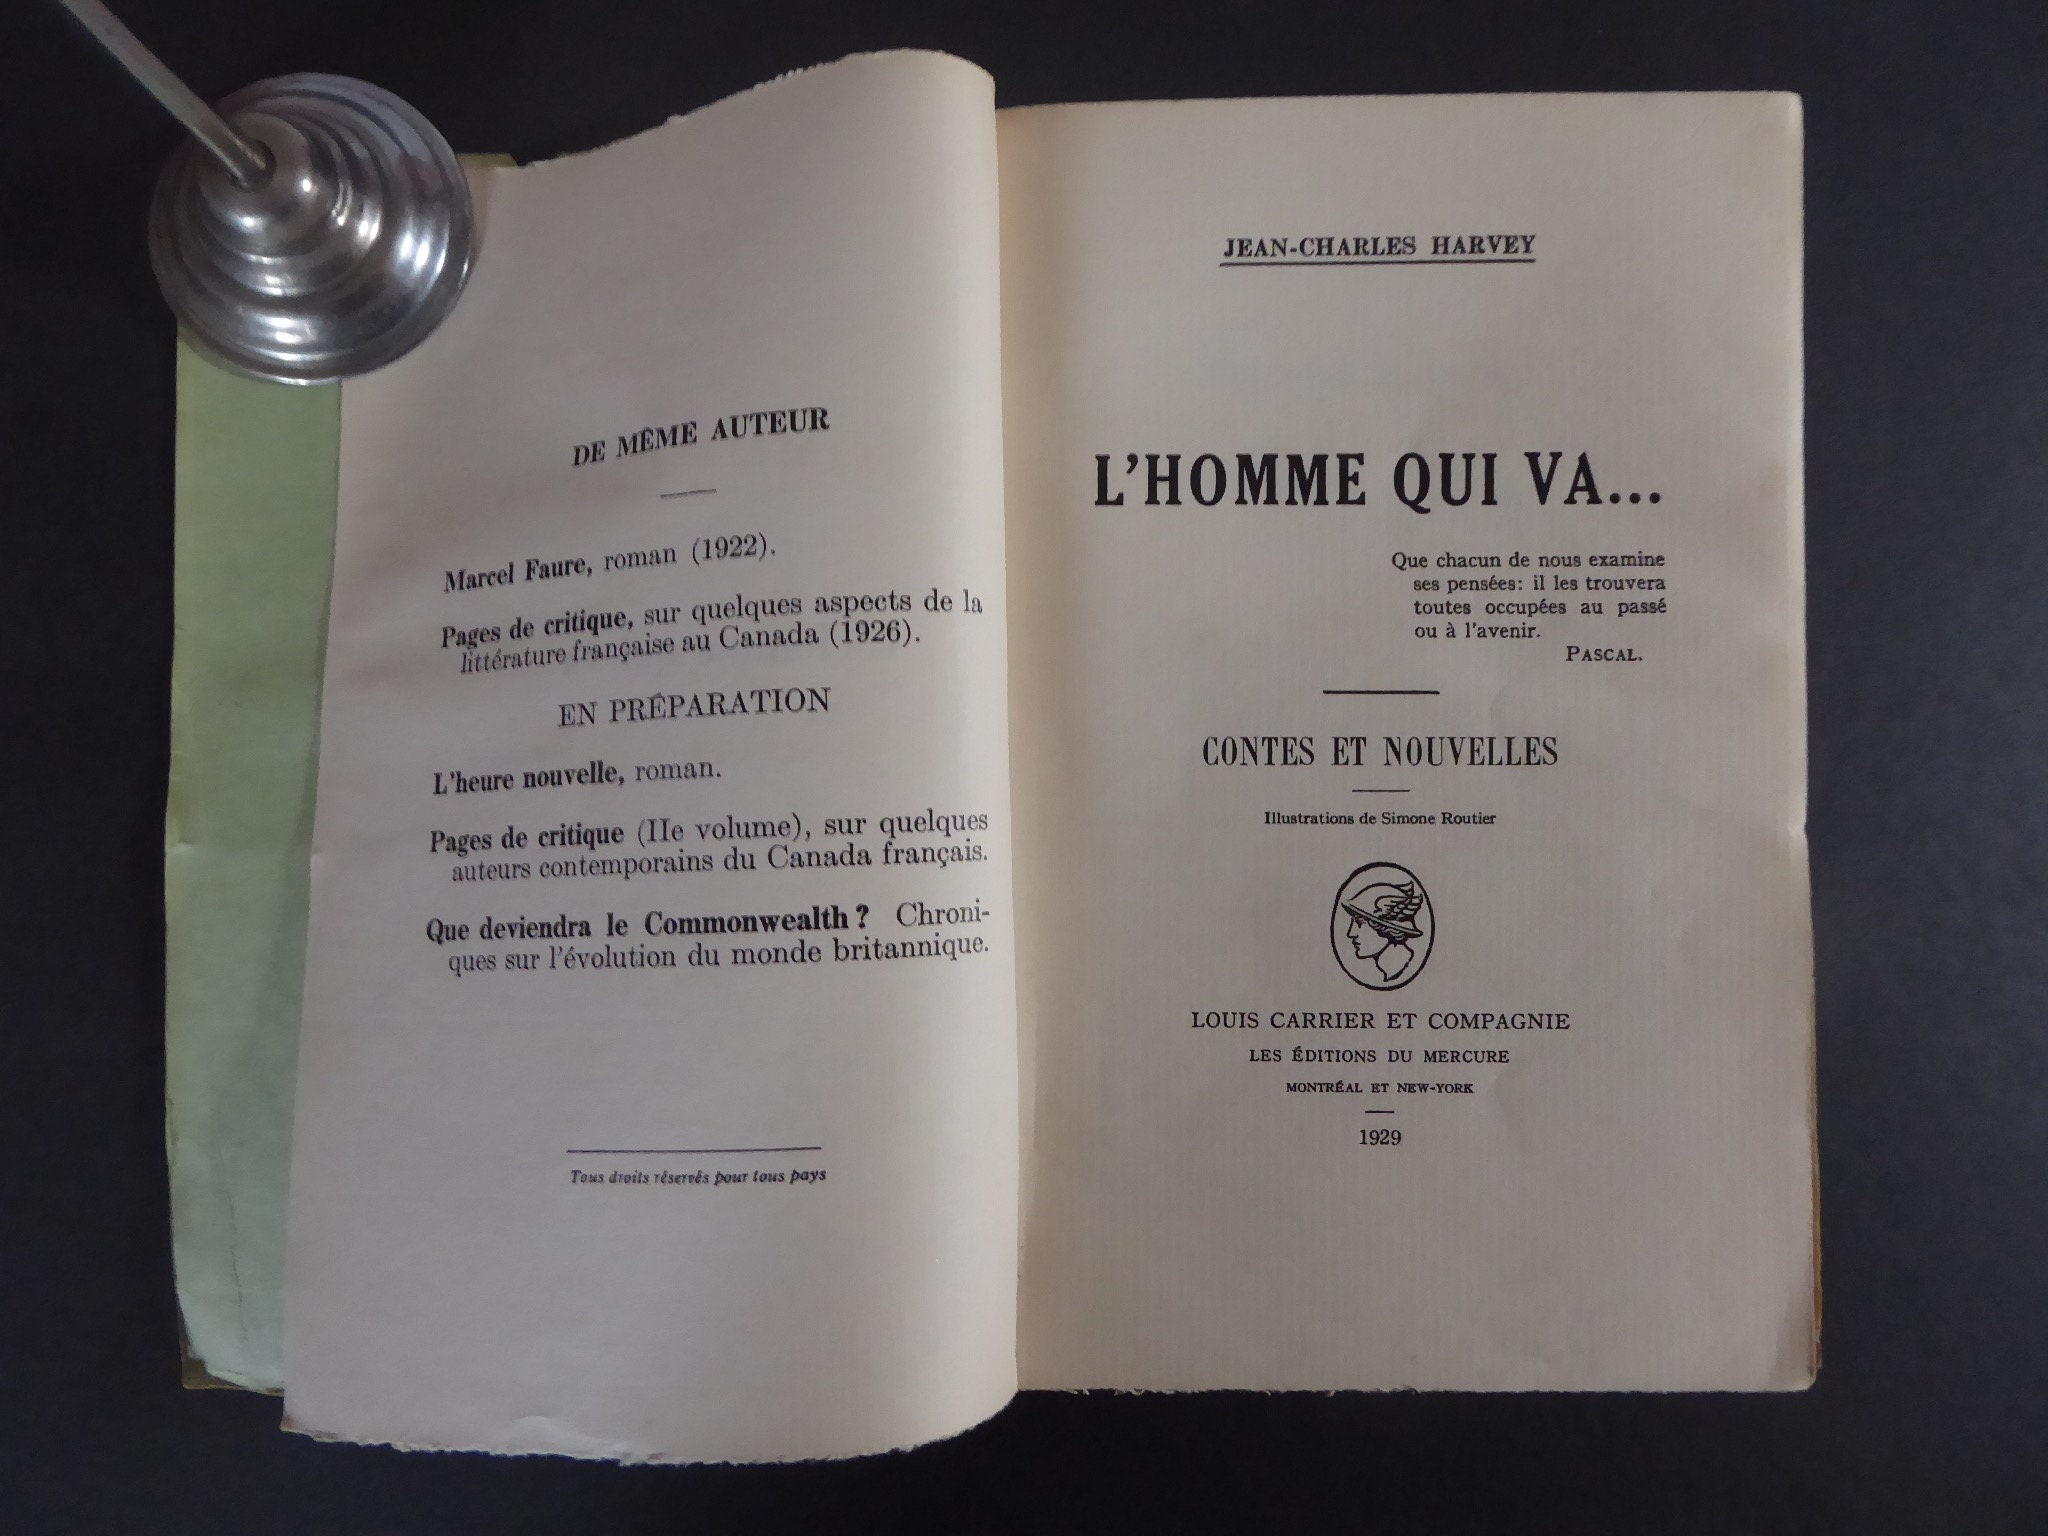 DE MÊME AUTEUR
Marcel Faure, roman (1922).
Pages de critique, sur quelques aspects de la
littérature française au Canada (1926).
EN PRÉPARATION
L'heure nouvelle, roman.
Pages de critique (IIe volume), sur quelques
auteurs contemporains du Canada français.
Que deviendra le Commonwealth? Chroni-
ques sur l'évolution du monde britannique.
Tous droits réservés pour tous pays
JEAN-CHARLES HARVEY
L'HOMME QUI VA...
Que chacun de nous examine
ses pensées: il les trouvera
toutes occupées au passé
ou à l'avenir.
PASCAL.
CONTES ET NOUVELLES
Illustrations de Simone Routier
LOUIS CARRIER ET COMPAGNIE
LES ÉDITIONS DU MERCURE
MONTRÉAL ET NEW-YORK
1929